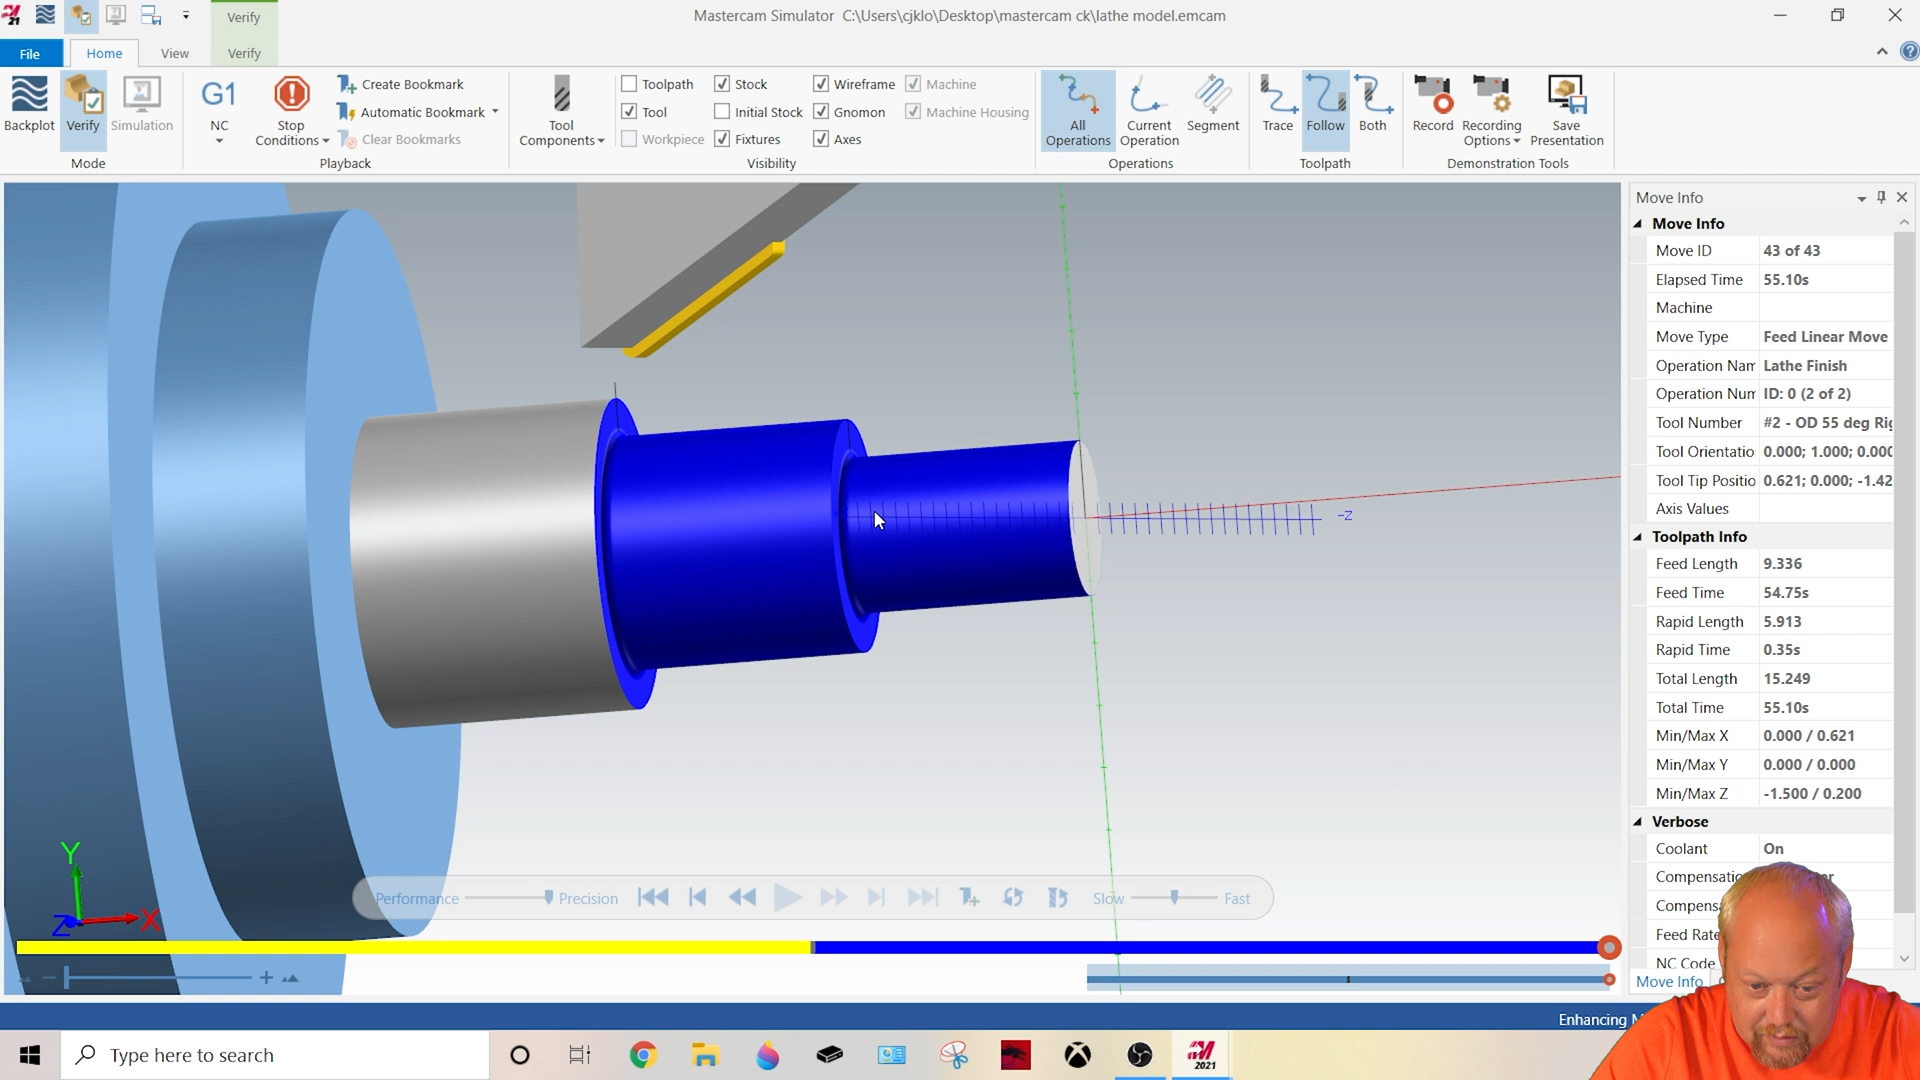 Verify
Mastercam Simulator C:\Users\cjklo\Desktop\mastercam ck\lathe model.emcam
File
Home
View
Verify
Backplot
Verify
Simulation
Mode
G1
NC
Stop Conditions
Create Bookmark
Automatic Bookmark
Clear Bookmarks
Playback
Tool Components
Toolpath
Tool
Workpiece
Stock
Initial Stock
Fixtures
Wireframe
Gnomon
Axes
Machine
Machine Housing
Visibility
All Operations
Current Operation
Segment
Operations
Trace
Follow
Both
Toolpath
Record
Recording Options
Save Presentation
Demonstration Tools
Move Info
Move Info
Move ID 43 of 43
Elapsed Time 55.10s
Machine
Move Type Feed Linear Move
Operation Nam Lathe Finish
Operation Num ID: 0 (2 of 2)
Tool Number #2 - OD 55 deg Rig
Tool Orientatio 0.000; 1.000; 0.000
Tool Tip Positio 0.621; 0.000; -1.42
Axis Values
Toolpath Info
Feed Length 9.336
Feed Time 54.75s
Rapid Length 5.913
Rapid Time 0.35s
Total Length 15.249
Total Time 55.10s
Min/Max X 0.000 / 0.621
Min/Max Y 0.000 / 0.000
Min/Max Z -1.500 / 0.200
Verbose
Coolant On
Compensatio
Compens
Feed Rate
NC Code
Move Info
-Z
Y
Z
X
Performance
Precision
Slow
Fast
Enhancing
Type here to search
2021